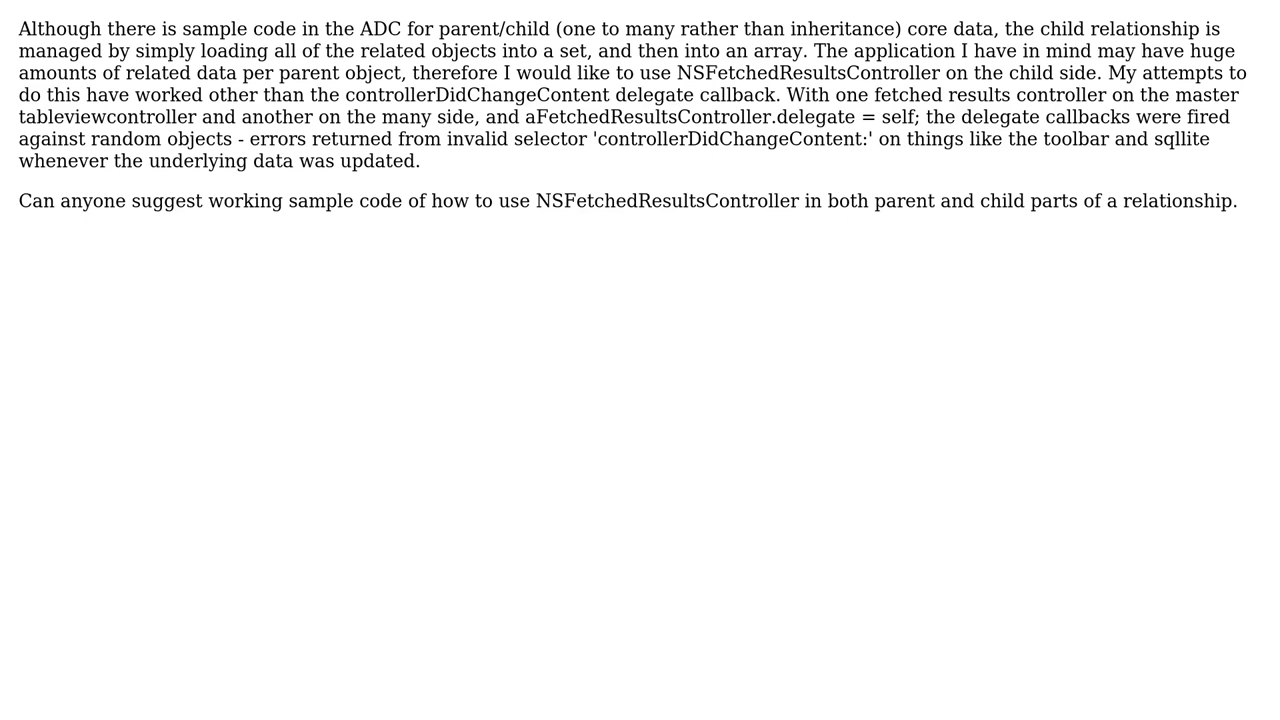 Although there is sample code in the ADC for parent/child (one to many rather than inheritance) core data, the child relationship is
managed by simply loading all of the related objects into a set, and then into an array. The application I have in mind may have huge
amounts of related data per parent object, therefore I would like to use NSFetchedResultsController on the child side. My attempts to
do this have worked other than the controllerDidChangeContent delegate callback. With one fetched results controller on the master
tableviewcontroller and another on the many side, and aFetchedResultsController.delegate = self; the delegate callbacks were fired
against random objects - errors returned from invalid selector 'controllerDidChangeContent:' on things like the toolbar and sqllite
whenever the underlying data was updated.
Can anyone suggest working sample code of how to use NSFetchedResultsController in both parent and child parts of a relationship.